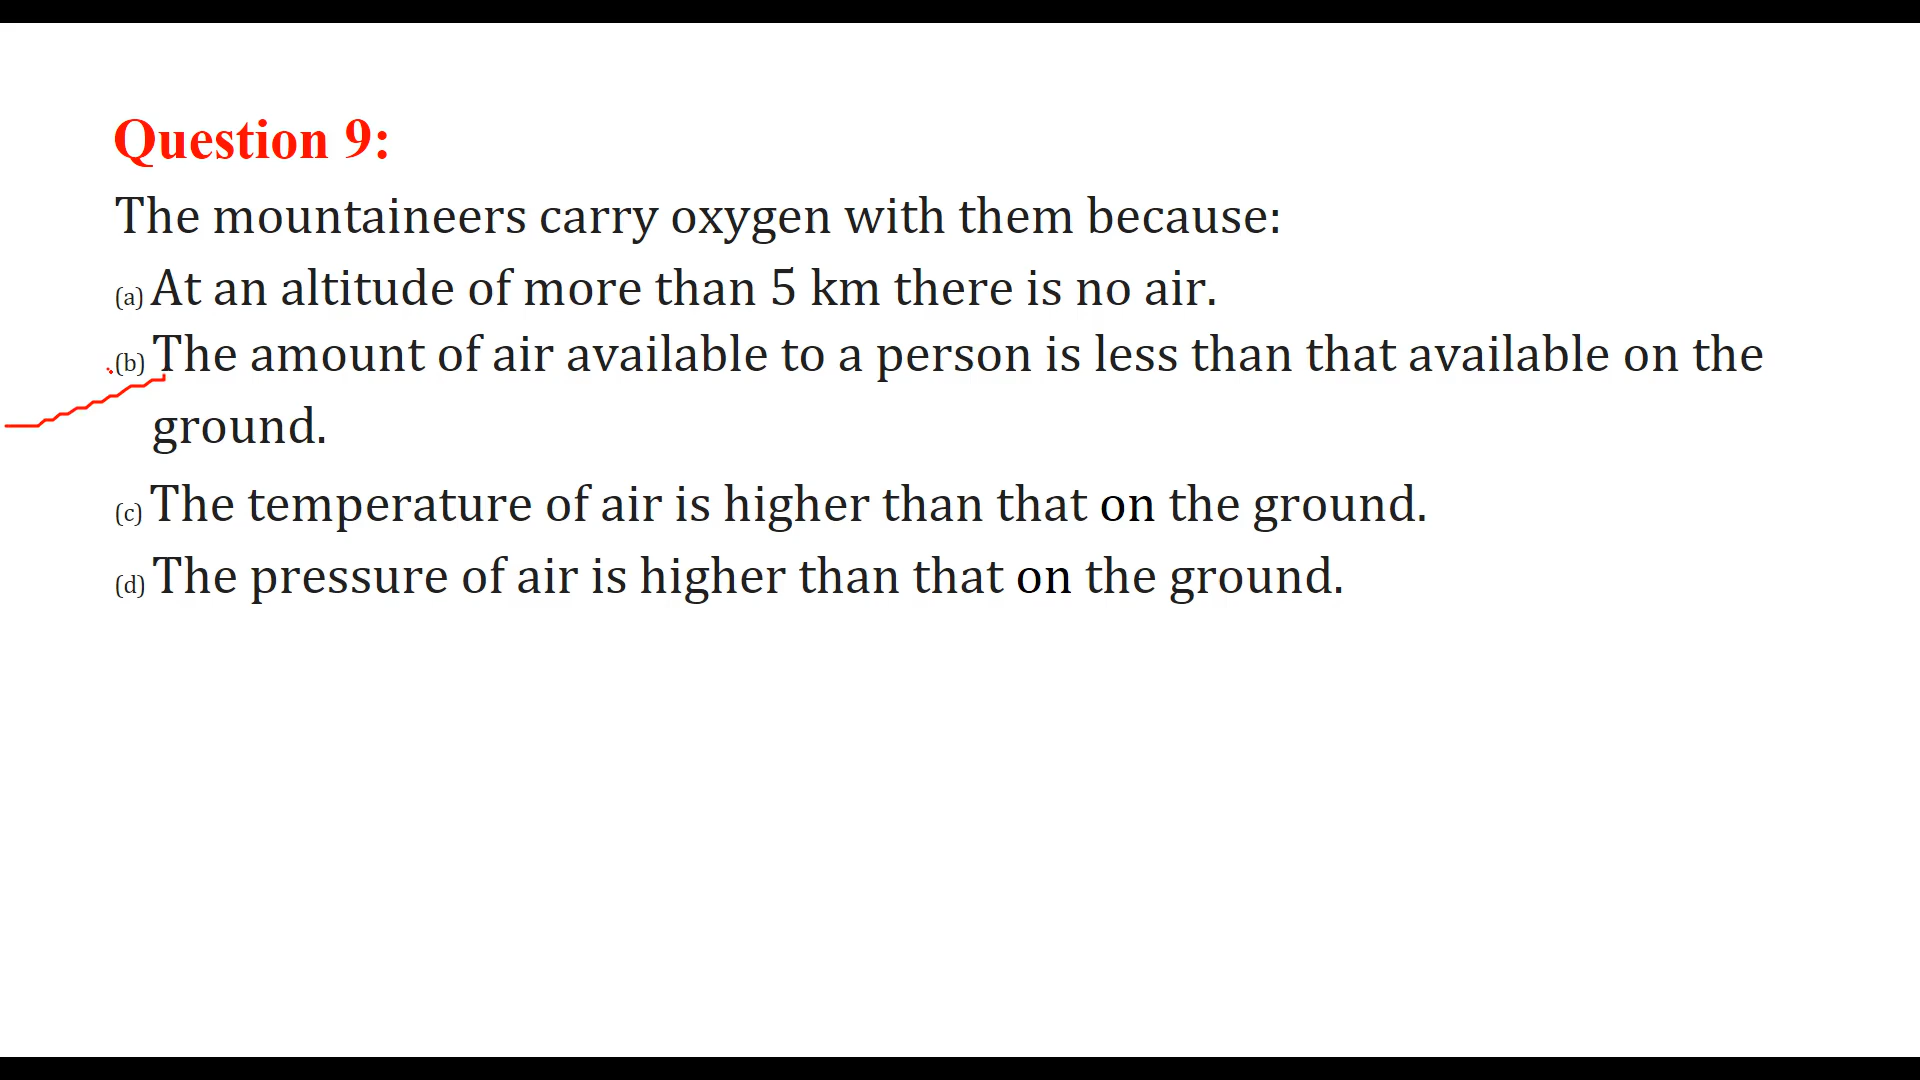 Question 9:
The mountaineers carry oxygen with them because:
(a) At an altitude of more than 5 km there is no air.
(b) The amount of air available to a person is less than that available on the
ground.
(c) The temperature of air is higher than that on the ground.
(d) The pressure of air is higher than that on the ground.